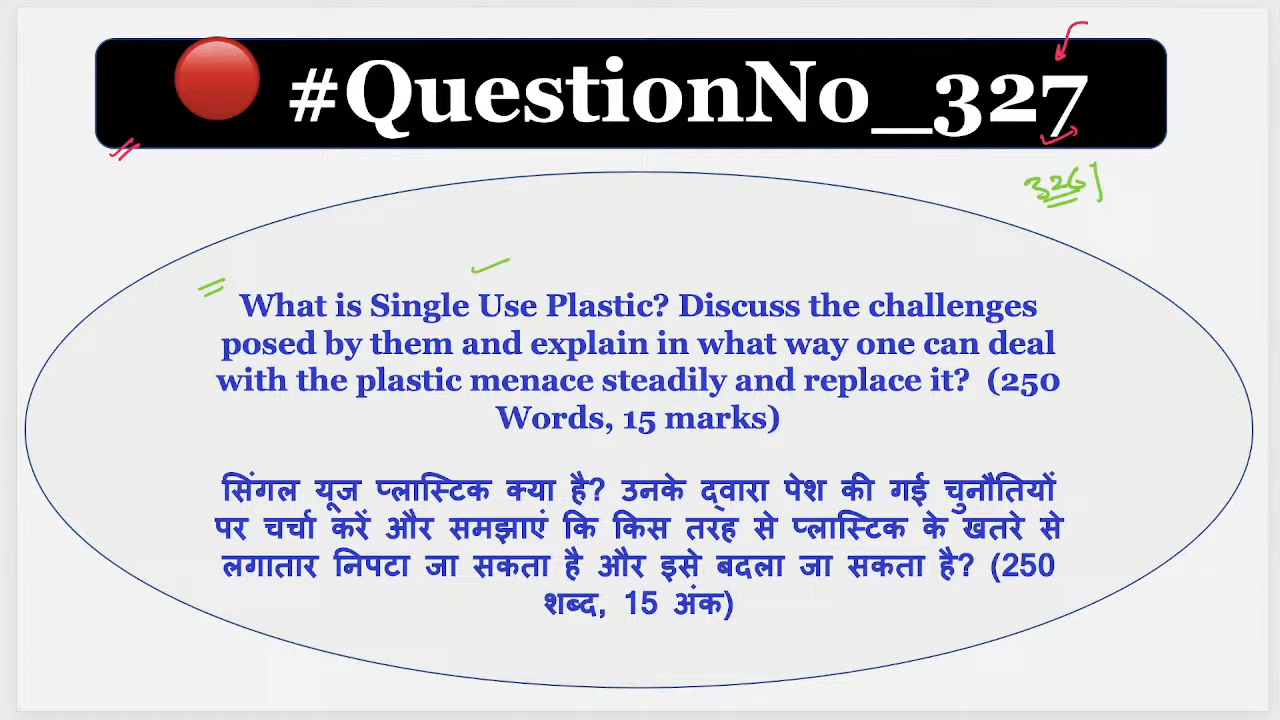 #QuestionNo_327
326]
What is Single Use Plastic? Discuss the challenges
posed by them and explain in what way one can deal
with the plastic menace steadily and replace it? (250
Words, 15 marks)
सिंगल यूज प्लास्टिक क्या है? उनके द्वारा पेश की गई चुनौतियों
पर चर्चा करें और समझाएं कि किस तरह से प्लास्टिक के खतरे से
लगातार निपटा जा सकता है और इसे बदला जा सकता है? (250
शब्द, 15 अंक)